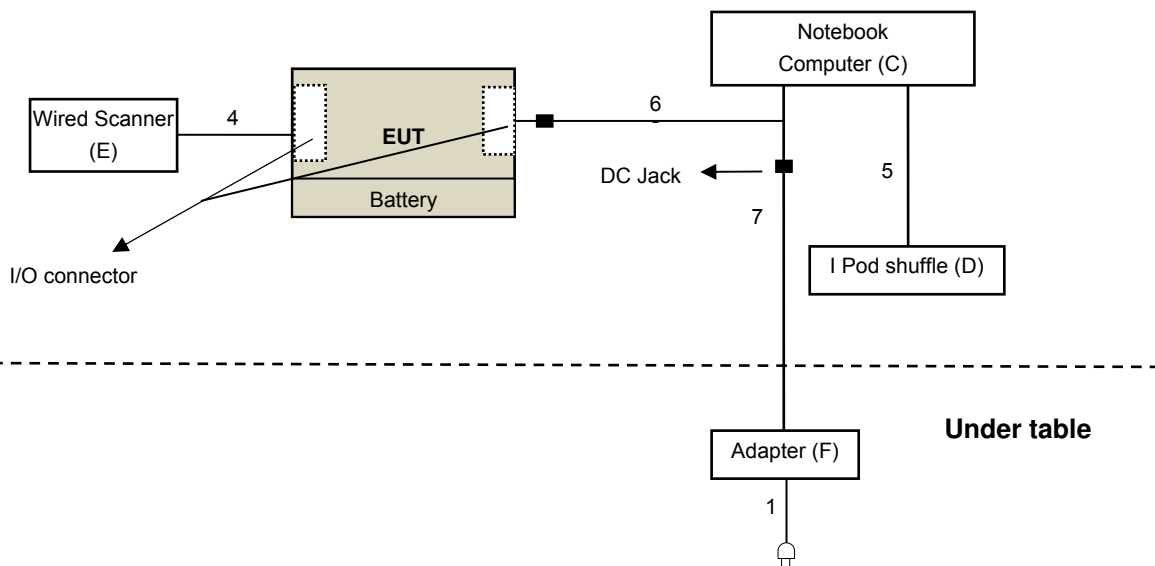 Notebook
Computer (C)
Wired Scanner
(E)
4
EUT
Battery
6
DC Jack
5
7
I Pod shuffle (D)
I/O connector
Under table
Adapter (F)
1